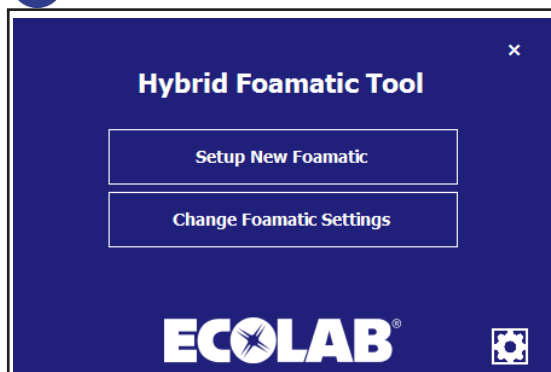 ×
Hybrid Foamatic Tool
Setup New Foamatic
Change Foamatic Settings
ECOLAB®